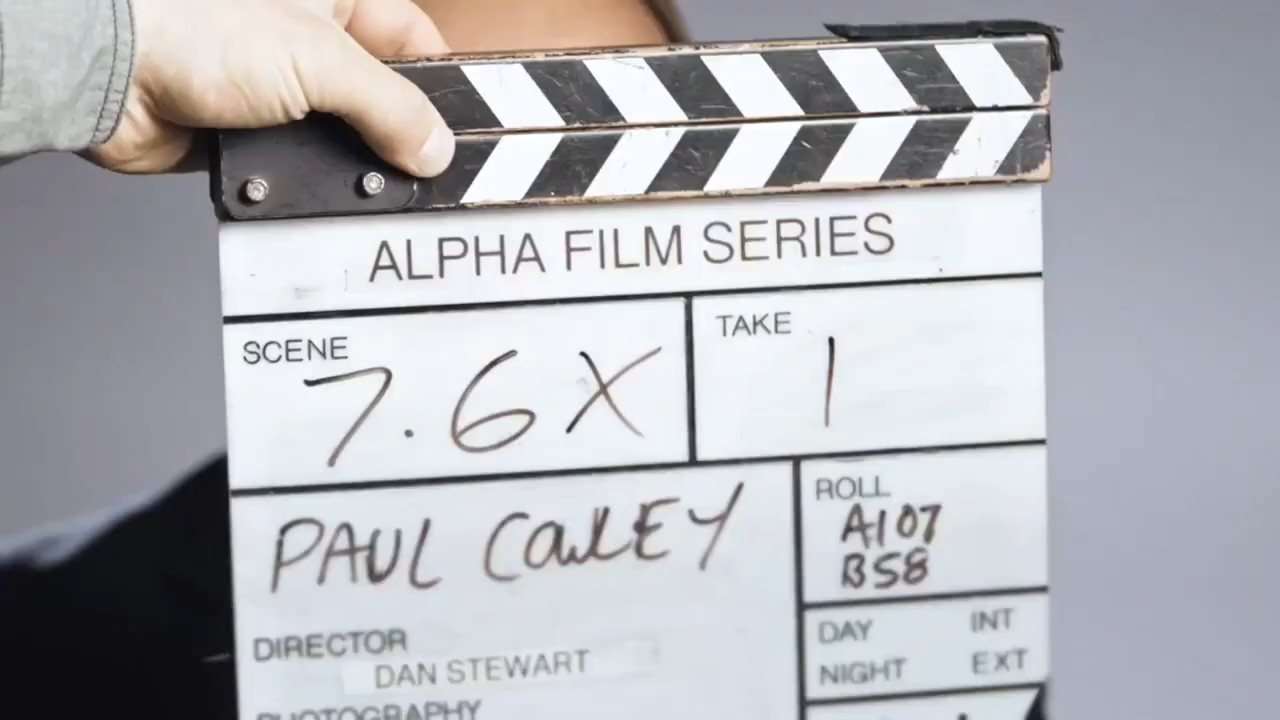 ALPHA FILM SERIES
SCENE
7.6X
TAKE
1
PAUL
ROLL
A107
B58
DIRECTOR
DAN STEWART
DAY INT
NIGHT EXT
PHOTOGRAPHY